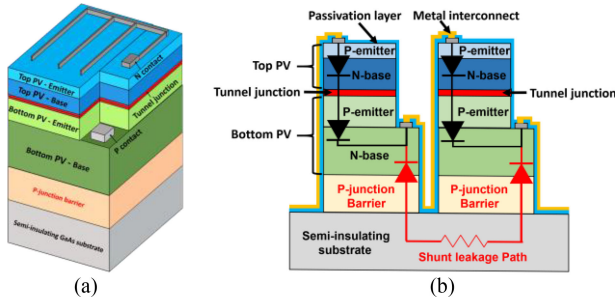 Top PV - Emitter
Top PV - Base
Bottom PV - Emitter
Bottom PV - Base
P-junction barrier
Semi-insulating GaAs substrate
N contact
Tunnel junction
P contact
(a)
Passivation layer
Metal interconnect
Top PV
Tunnel junction
Bottom PV
P-emitter
N-base
P-emitter
N-base
P-junction
Barrier
P-emitter
N-base
P-emitter
N-base
P-junction
Barrier
Tunnel junction
Semi-insulating
substrate
Shunt leakage Path
(b)